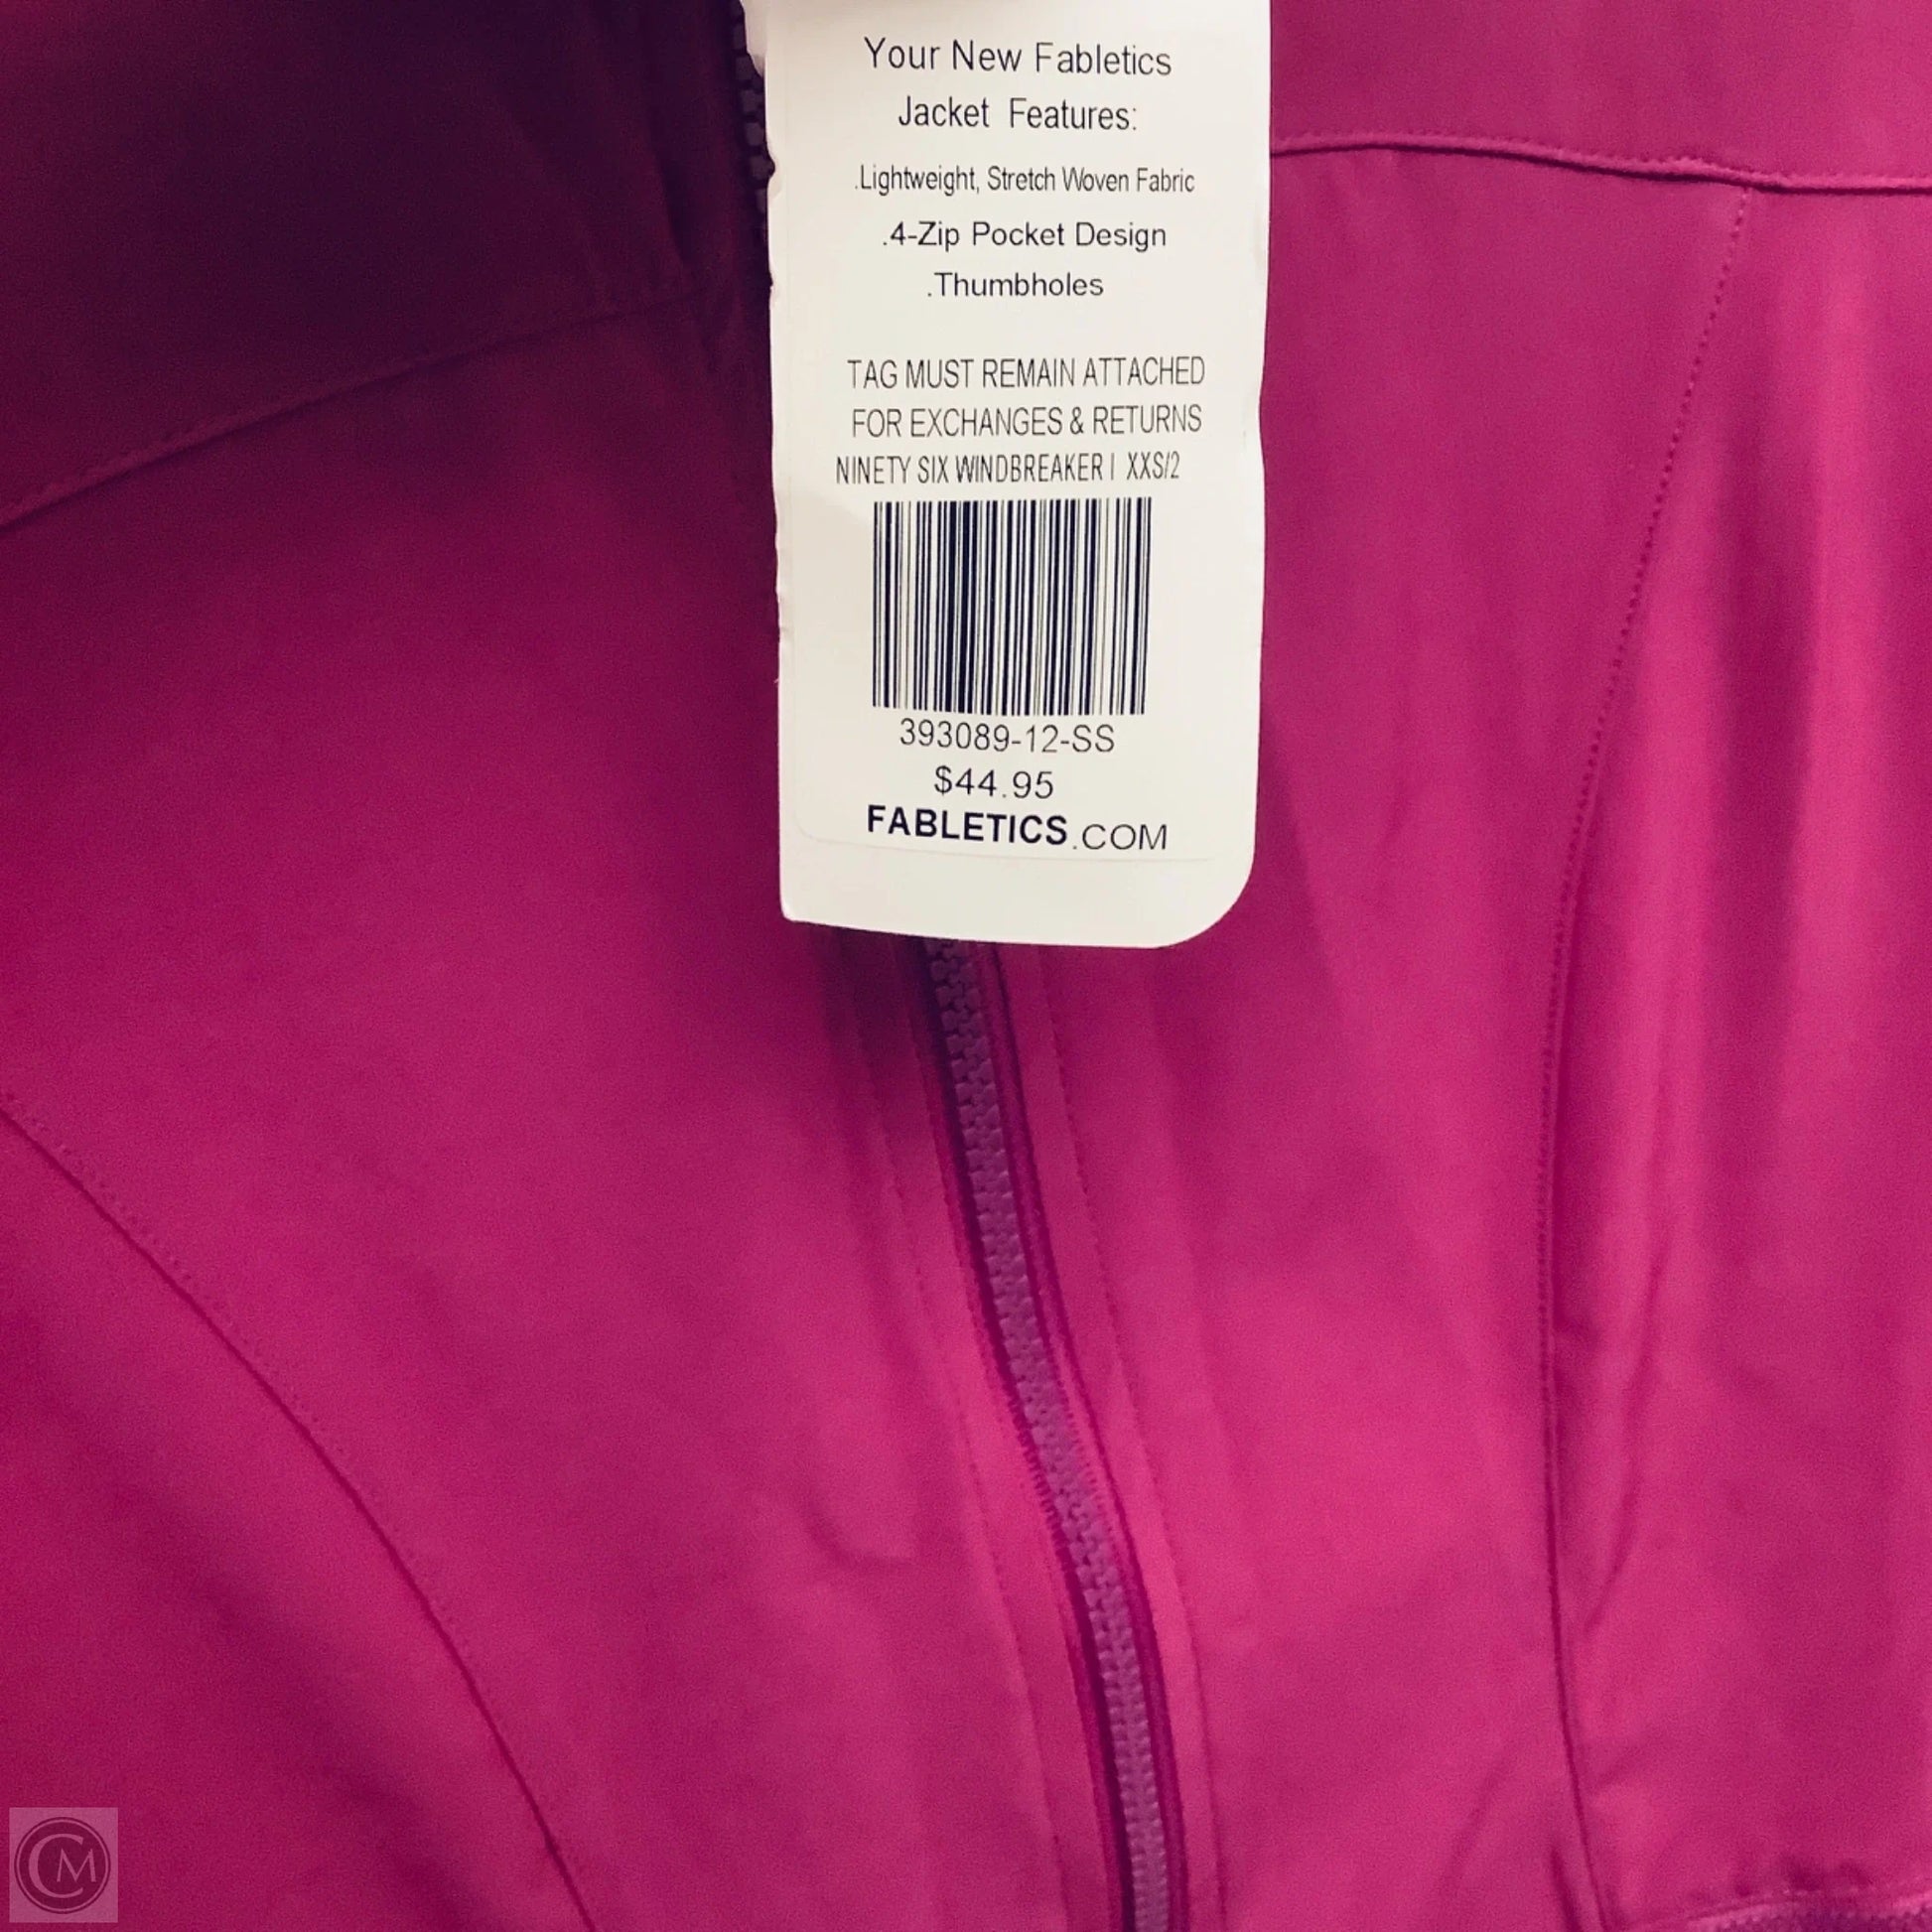 Your New Fabletics
Jacket Features:
.Lightweight, Stretch Woven Fabric
.4-Zip Pocket Design
.Thumbholes
TAG MUST REMAIN ATTACHED
FOR EXCHANGES & RETURNS
NINETY SIX WINDBREAKER I XXS/2
393089-12-SS
$44.95
FABLETICS.COM
CM